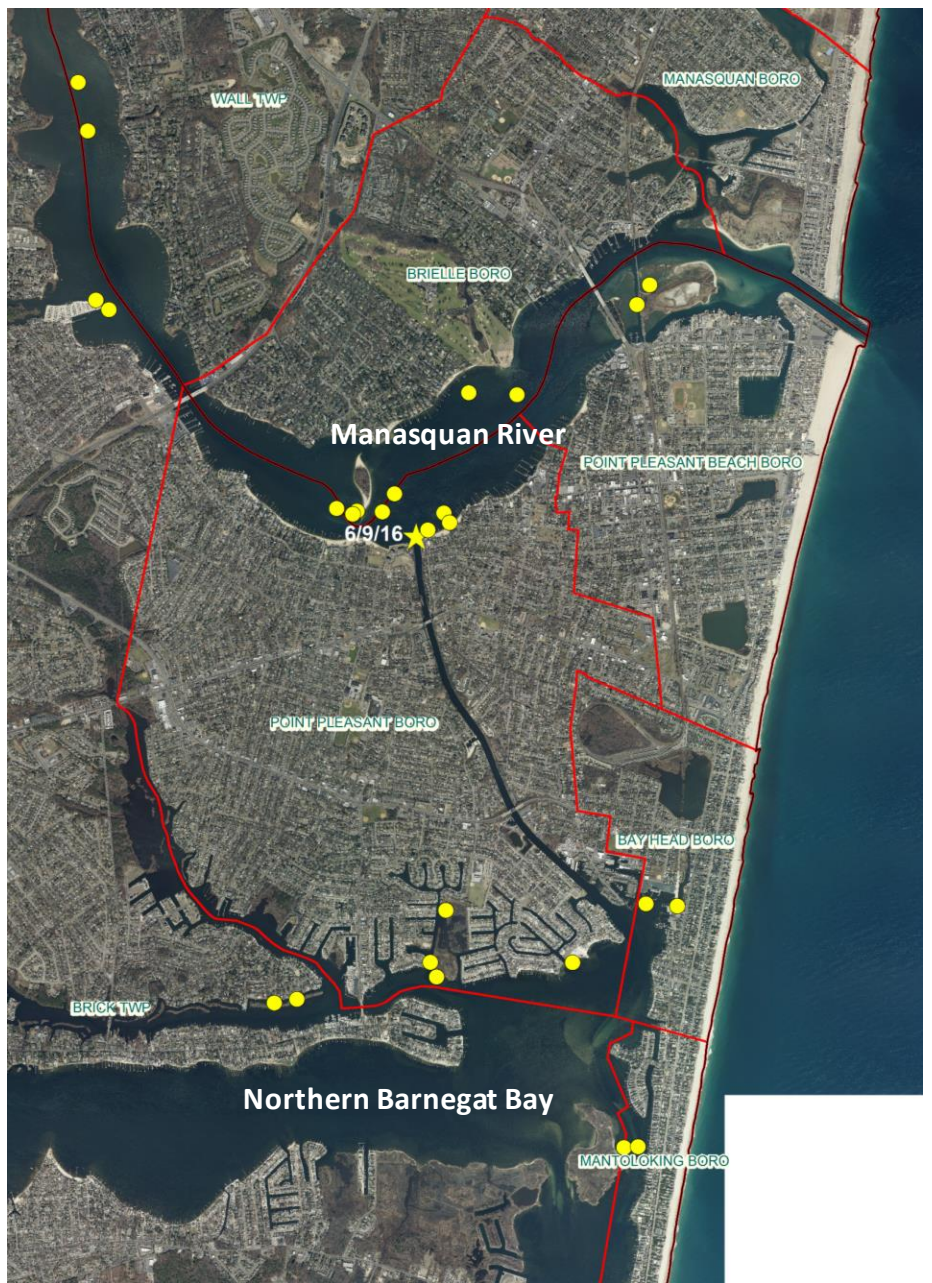 MANASQUAN BORO
WALL TWP
BRIELLE BORO
Manasquan River
POINT PLEASANT BEACH BORO
6/9/16
POINT PLEASANT BORO
BAY HEAD BORO
BRICK TWP
Northern Barnegat Bay
MANTOLOKING BORO